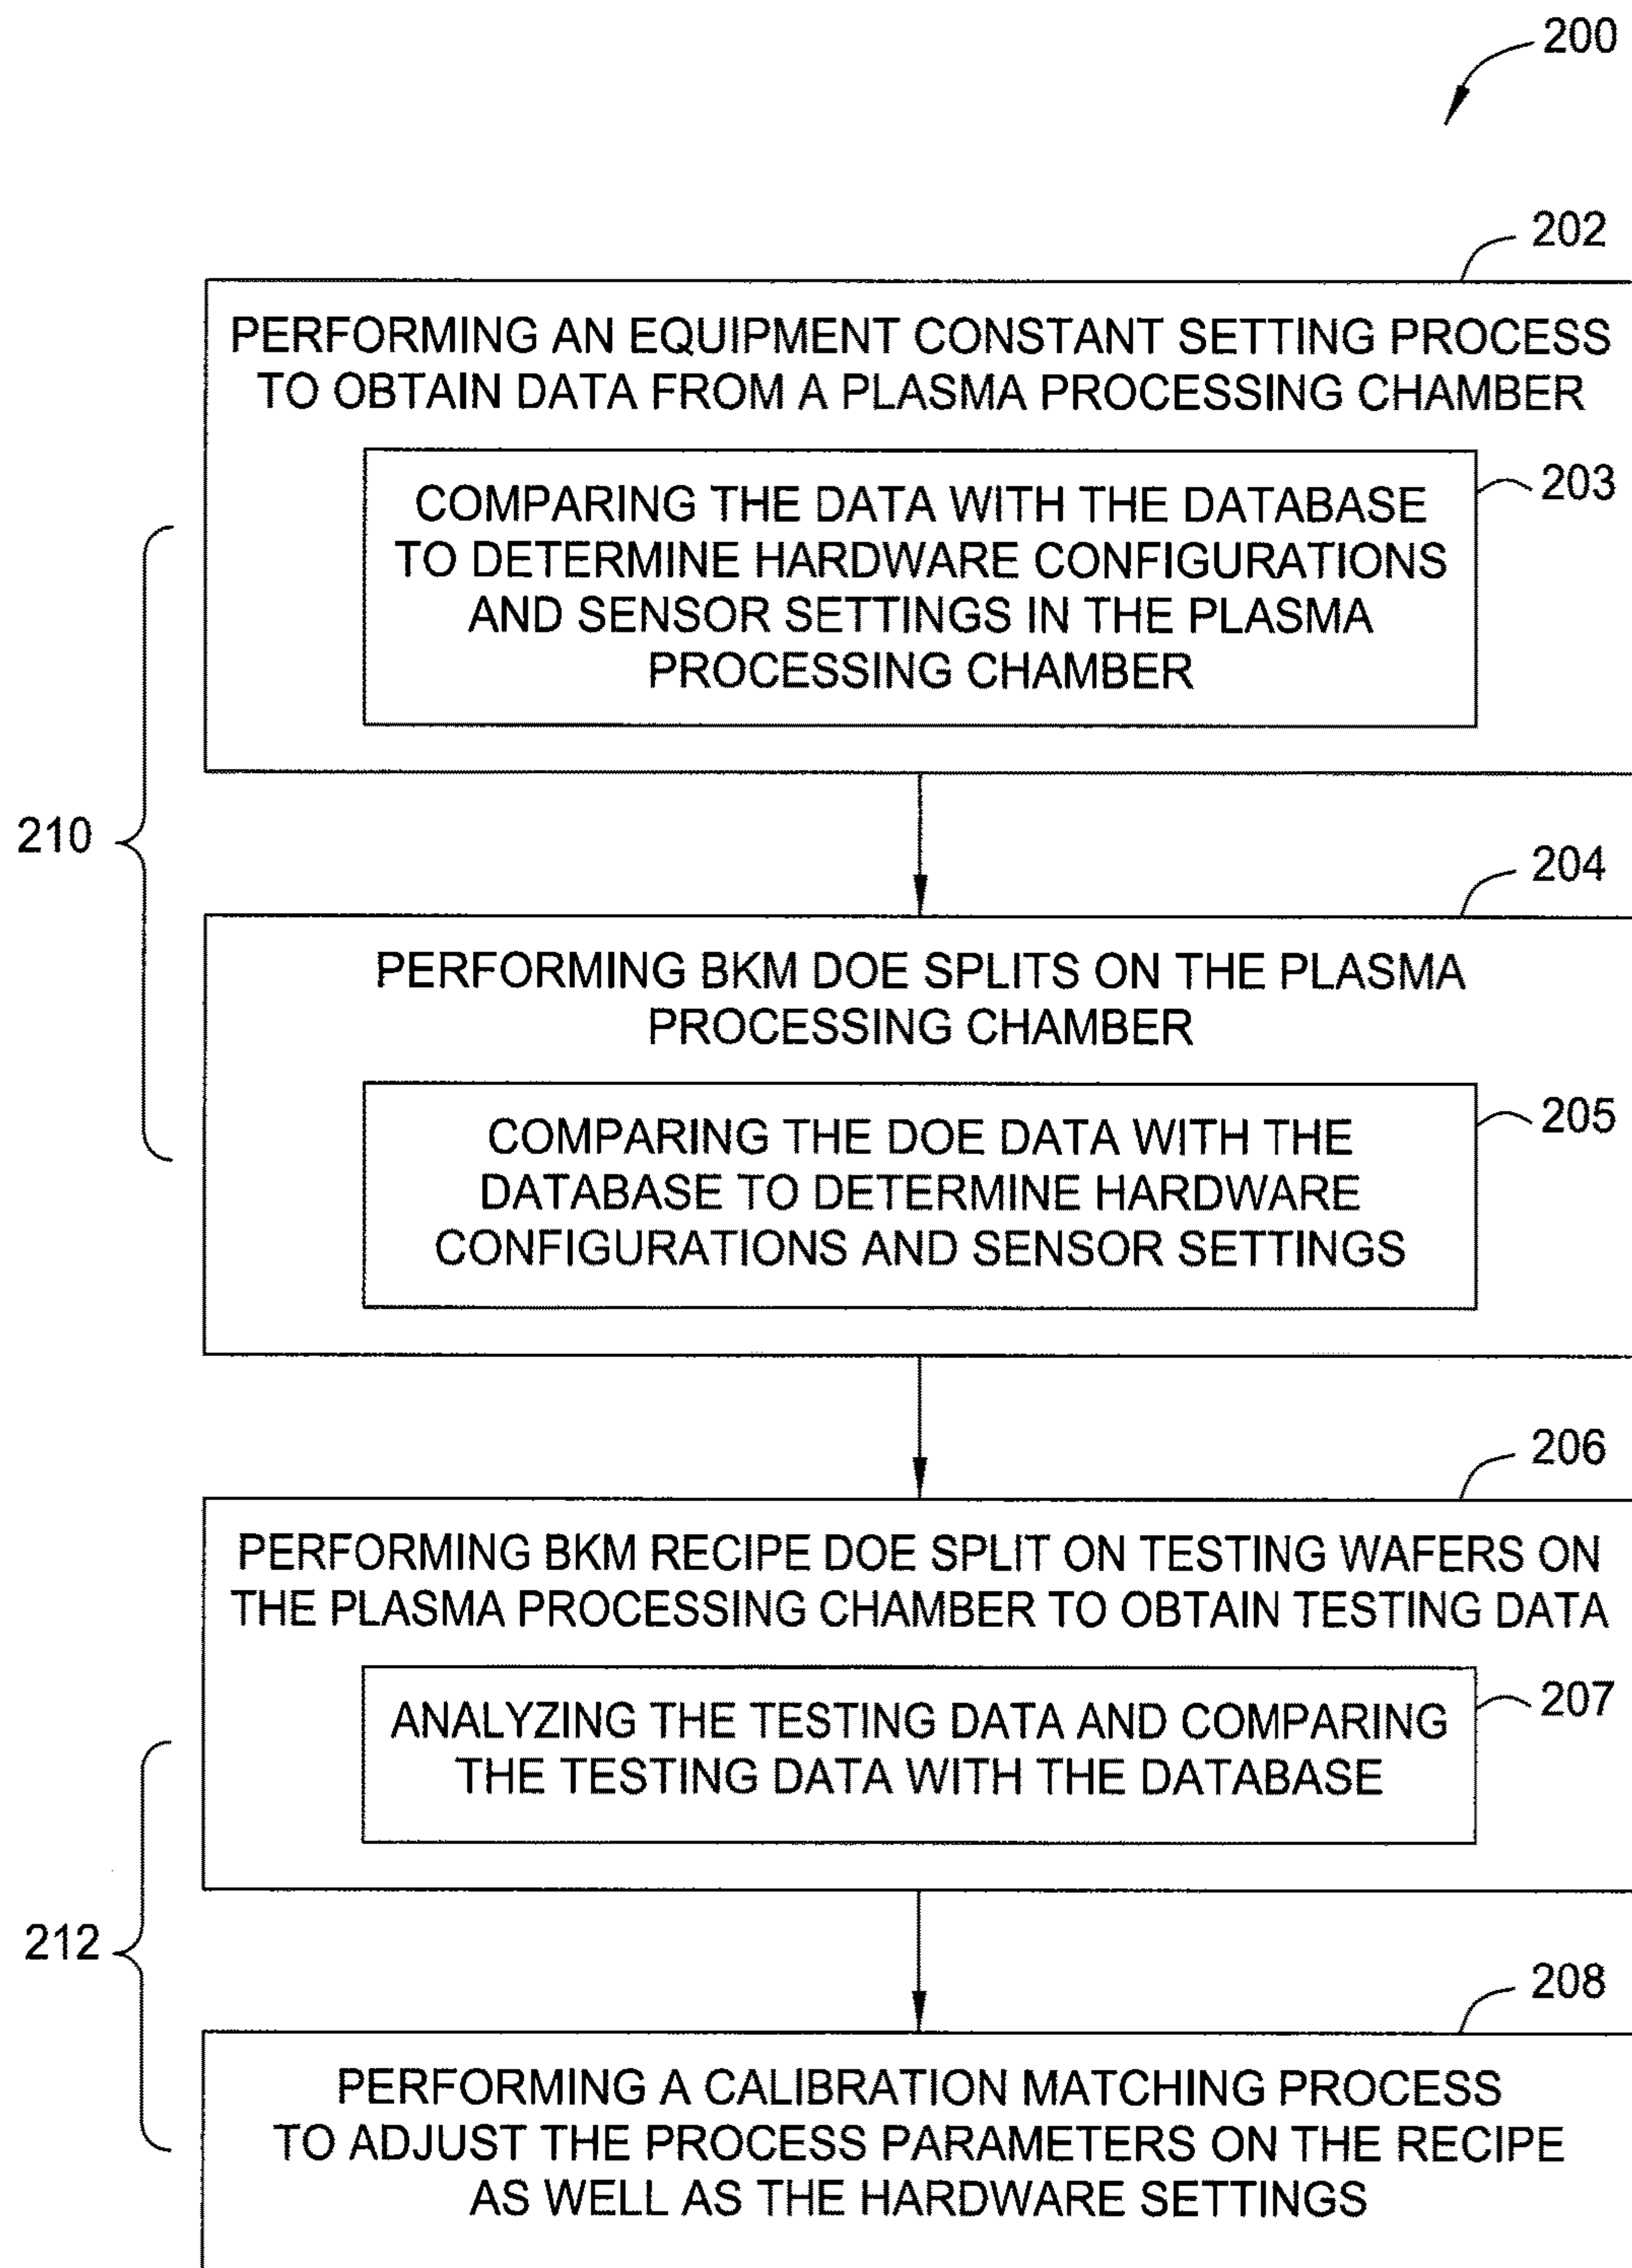 200
202
PERFORMING AN EQUIPMENT CONSTANT SETTING PROCESS
TO OBTAIN DATA FROM A PLASMA PROCESSING CHAMBER
203
COMPARING THE DATA WITH THE DATABASE
TO DETERMINE HARDWARE CONFIGURATIONS
AND SENSOR SETTINGS IN THE PLASMA
PROCESSING CHAMBER
210
204
PERFORMING BKM DOE SPLITS ON THE PLASMA
PROCESSING CHAMBER
205
COMPARING THE DOE DATA WITH THE
DATABASE TO DETERMINE HARDWARE
CONFIGURATIONS AND SENSOR SETTINGS
206
PERFORMING BKM RECIPE DOE SPLIT ON TESTING WAFERS ON
THE PLASMA PROCESSING CHAMBER TO OBTAIN TESTING DATA
207
ANALYZING THE TESTING DATA AND COMPARING
THE TESTING DATA WITH THE DATABASE
212
208
PERFORMING A CALIBRATION MATCHING PROCESS
TO ADJUST THE PROCESS PARAMETERS ON THE RECIPE
AS WELL AS THE HARDWARE SETTINGS